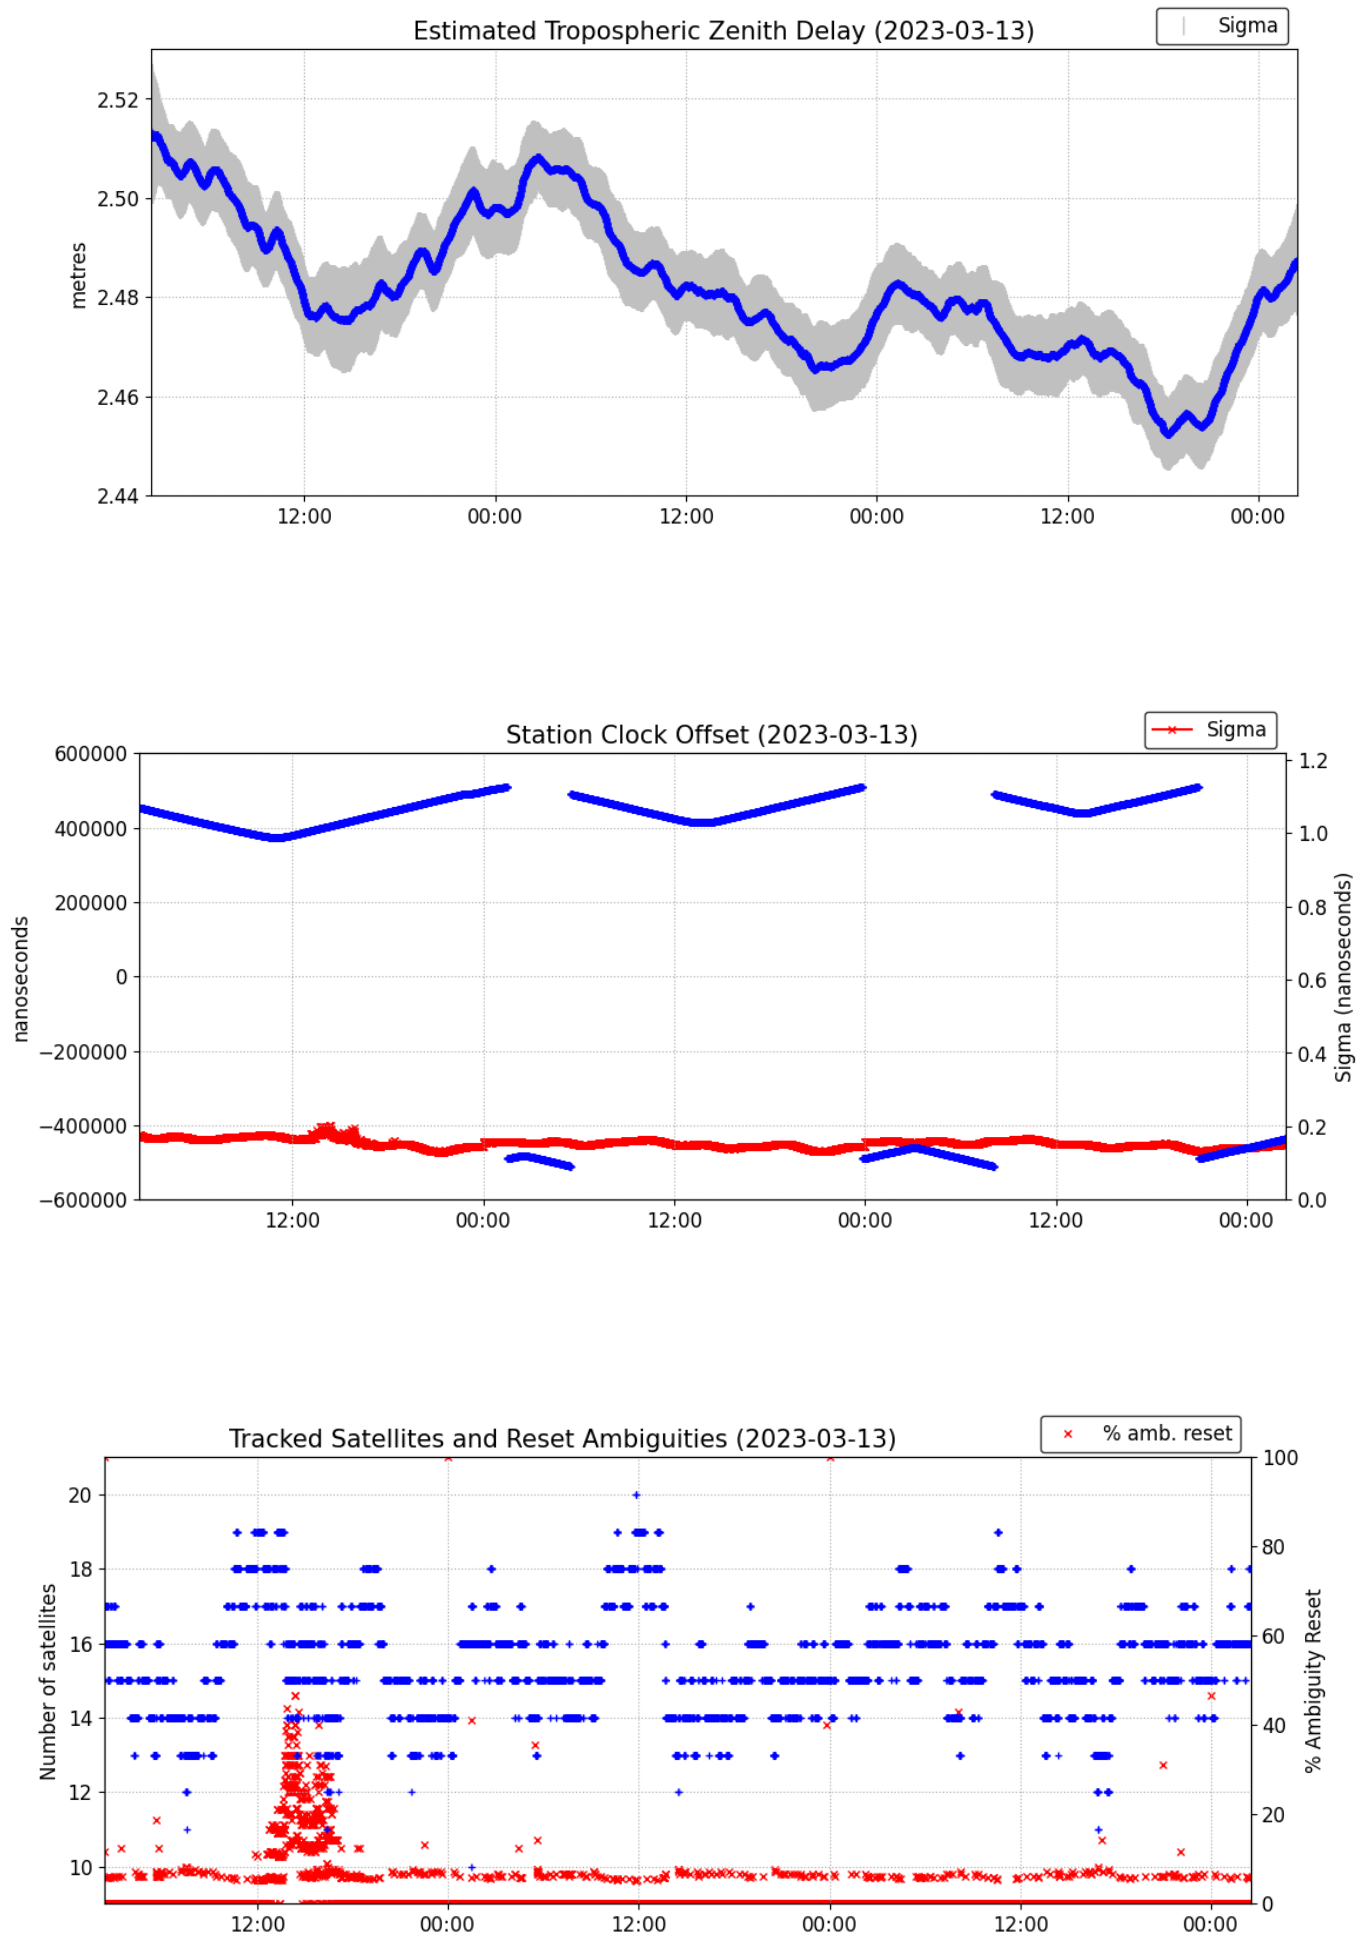 Estimated Tropospheric Zenith Delay (2023-03-13)
Sigma
2.52
2.50
2.48
2.46
2.44
metres
12:00 00:00 12:00 00:00 12:00 00:00
Station Clock Offset (2023-03-13)
Sigma
600000
400000
200000
0
−200000
−400000
−600000
nanoseconds
1.2
1.0
0.8
0.6
0.4
0.2
0.0
Sigma (nanoseconds)
12:00 00:00 12:00 00:00 12:00 00:00
Tracked Satellites and Reset Ambiguities (2023-03-13)
% amb. reset
20
18
16
14
12
10
Number of satellites
100
80
60
40
20
0
% Ambiguity Reset
12:00 00:00 12:00 00:00 12:00 00:00